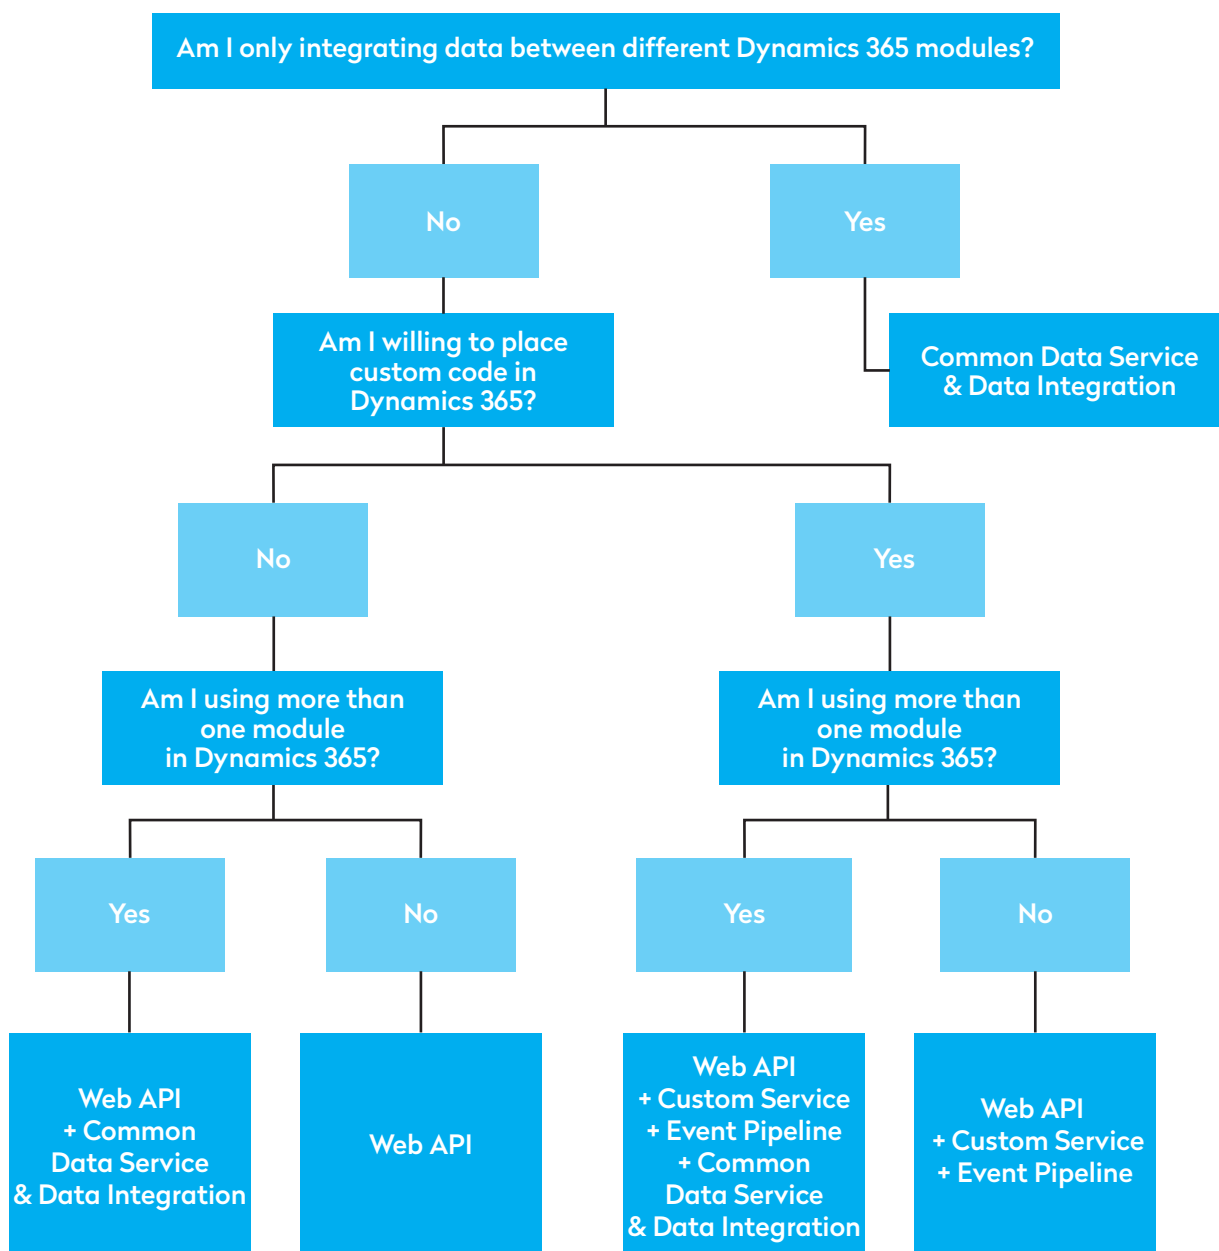 Am I only integrating data between different Dynamics 365 modules?
No
Yes
Am I willing to place
custom code in
Dynamics 365?
Common Data Service
& Data Integration
No
Yes
Am I using more than
one module
in Dynamics 365?
Am I using more than
one module
in Dynamics 365?
Yes
No
Yes
No
Web API
+ Common
Data Service
& Data Integration
Web API
Web API
+ Custom Service
+ Event Pipeline
+ Common
Data Service
& Data Integration
Web API
+ Custom Service
+ Event Pipeline